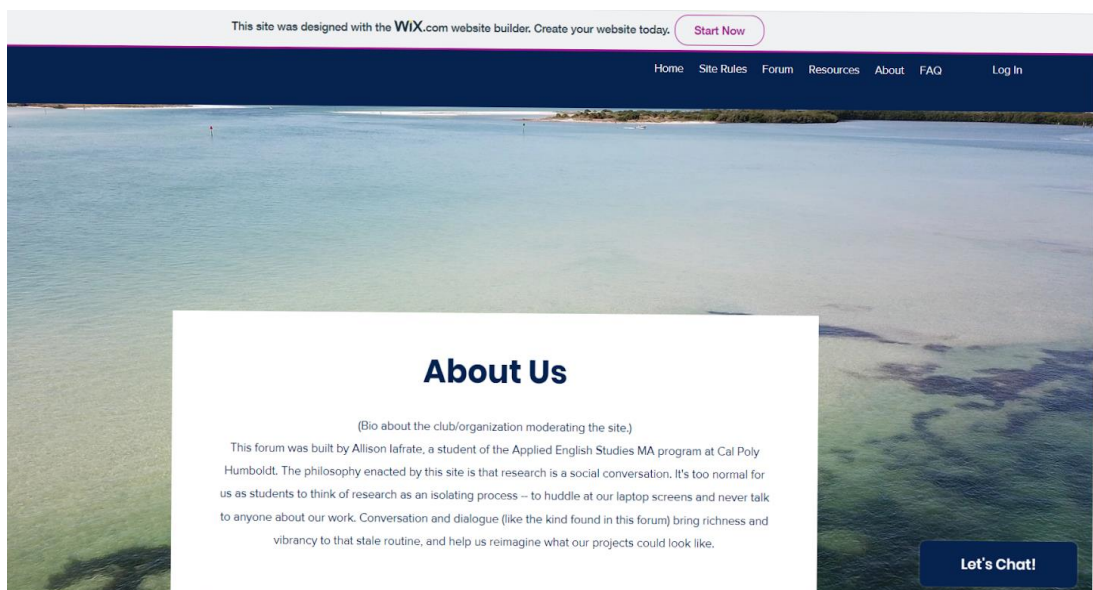 This site was designed with the WiX.com website builder. Create your website today. Start Now
Home Site Rules Forum Resources About FAQ Log In
About Us
(Bio about the club/organization moderating the site.)
This forum was built by Allison Iafrate, a student of the Applied English Studies MA program at Cal Poly
Humboldt. The philosophy enacted by this site is that research is a social conversation. It's too normal for
us as students to think of research as an isolating process – to huddle at our laptop screens and never talk
to anyone about our work. Conversation and dialogue (like the kind found in this forum) bring richness and
vibrancy to that stale routine, and help us reimagine what our projects could look like.
Let's Chat!